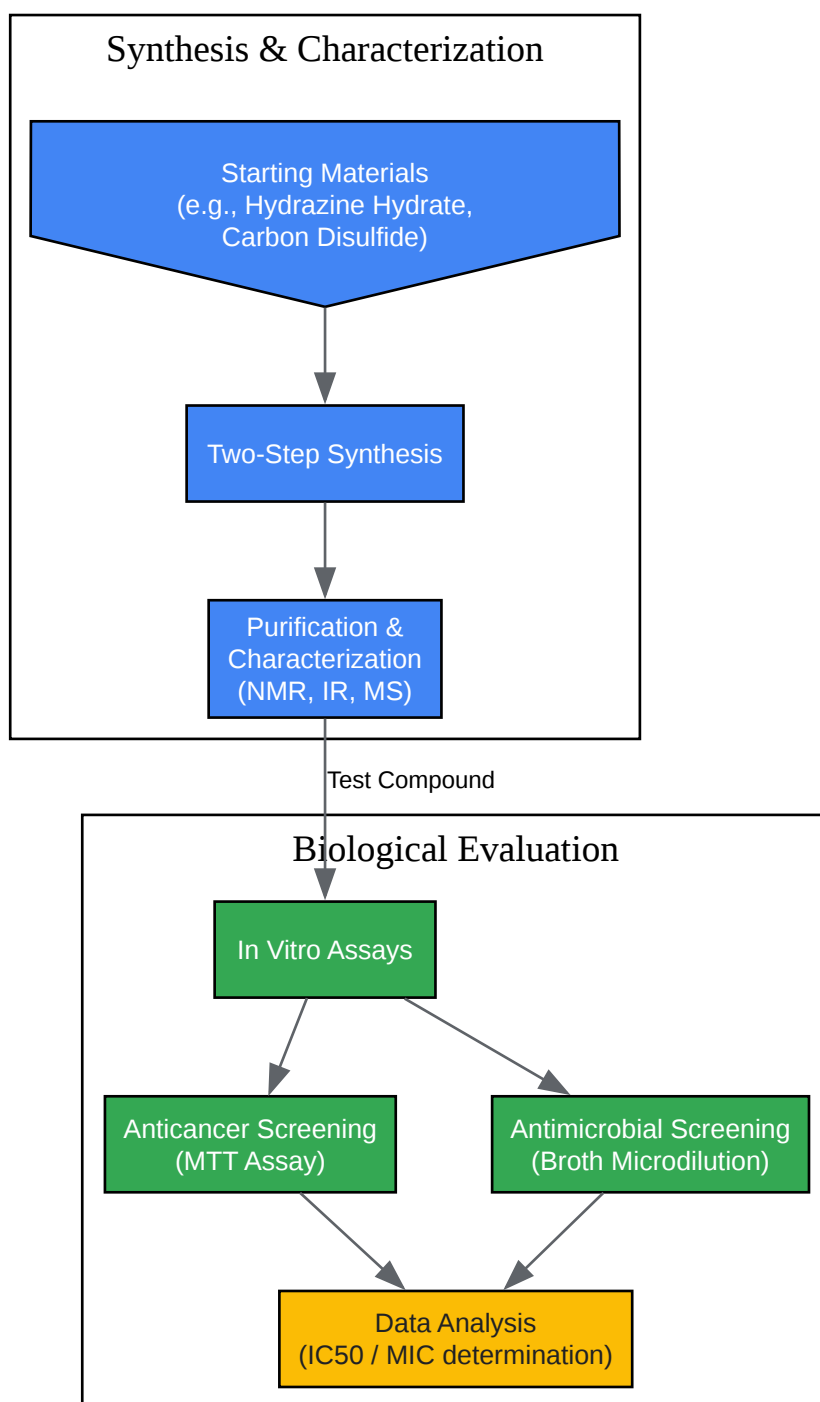 Synthesis & Characterization
Starting Materials
(e.g., Hydrazine Hydrate,
Carbon Disulfide)
Two-Step Synthesis
Purification &
Characterization
(NMR, IR, MS)
Test Compound
Biological Evaluation
In Vitro Assays
Anticancer Screening
(MTT Assay)
Antimicrobial Screening
(Broth Microdilution)
Data Analysis
(IC50 / MIC determination)